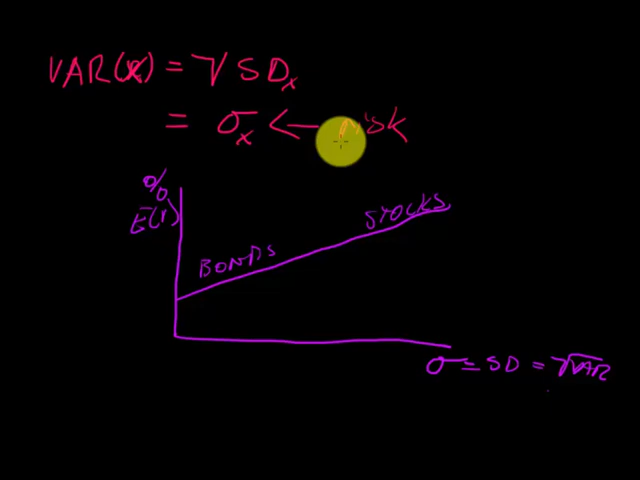 VAR(X) = √ SDx
= σx ← risk
%
E(r)
STOCKS
BONDS
σ = SD = √VAR